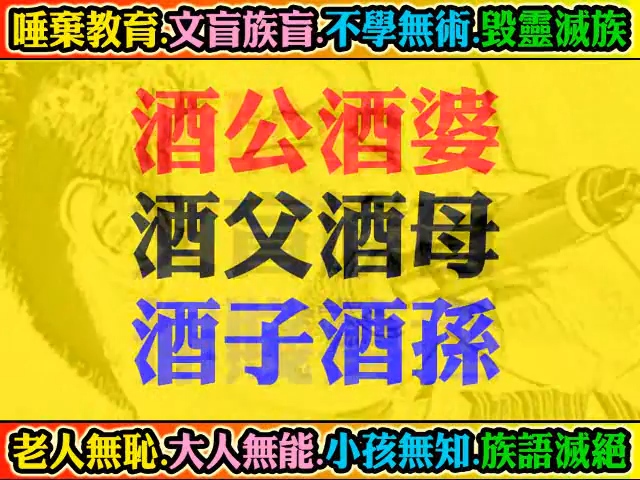 唾棄教育.文盲族盲.不學無術.毀靈滅族
酒公酒婆
酒父酒母
酒子酒孫
老人無恥.大人無能.小孩無知.族語滅絕